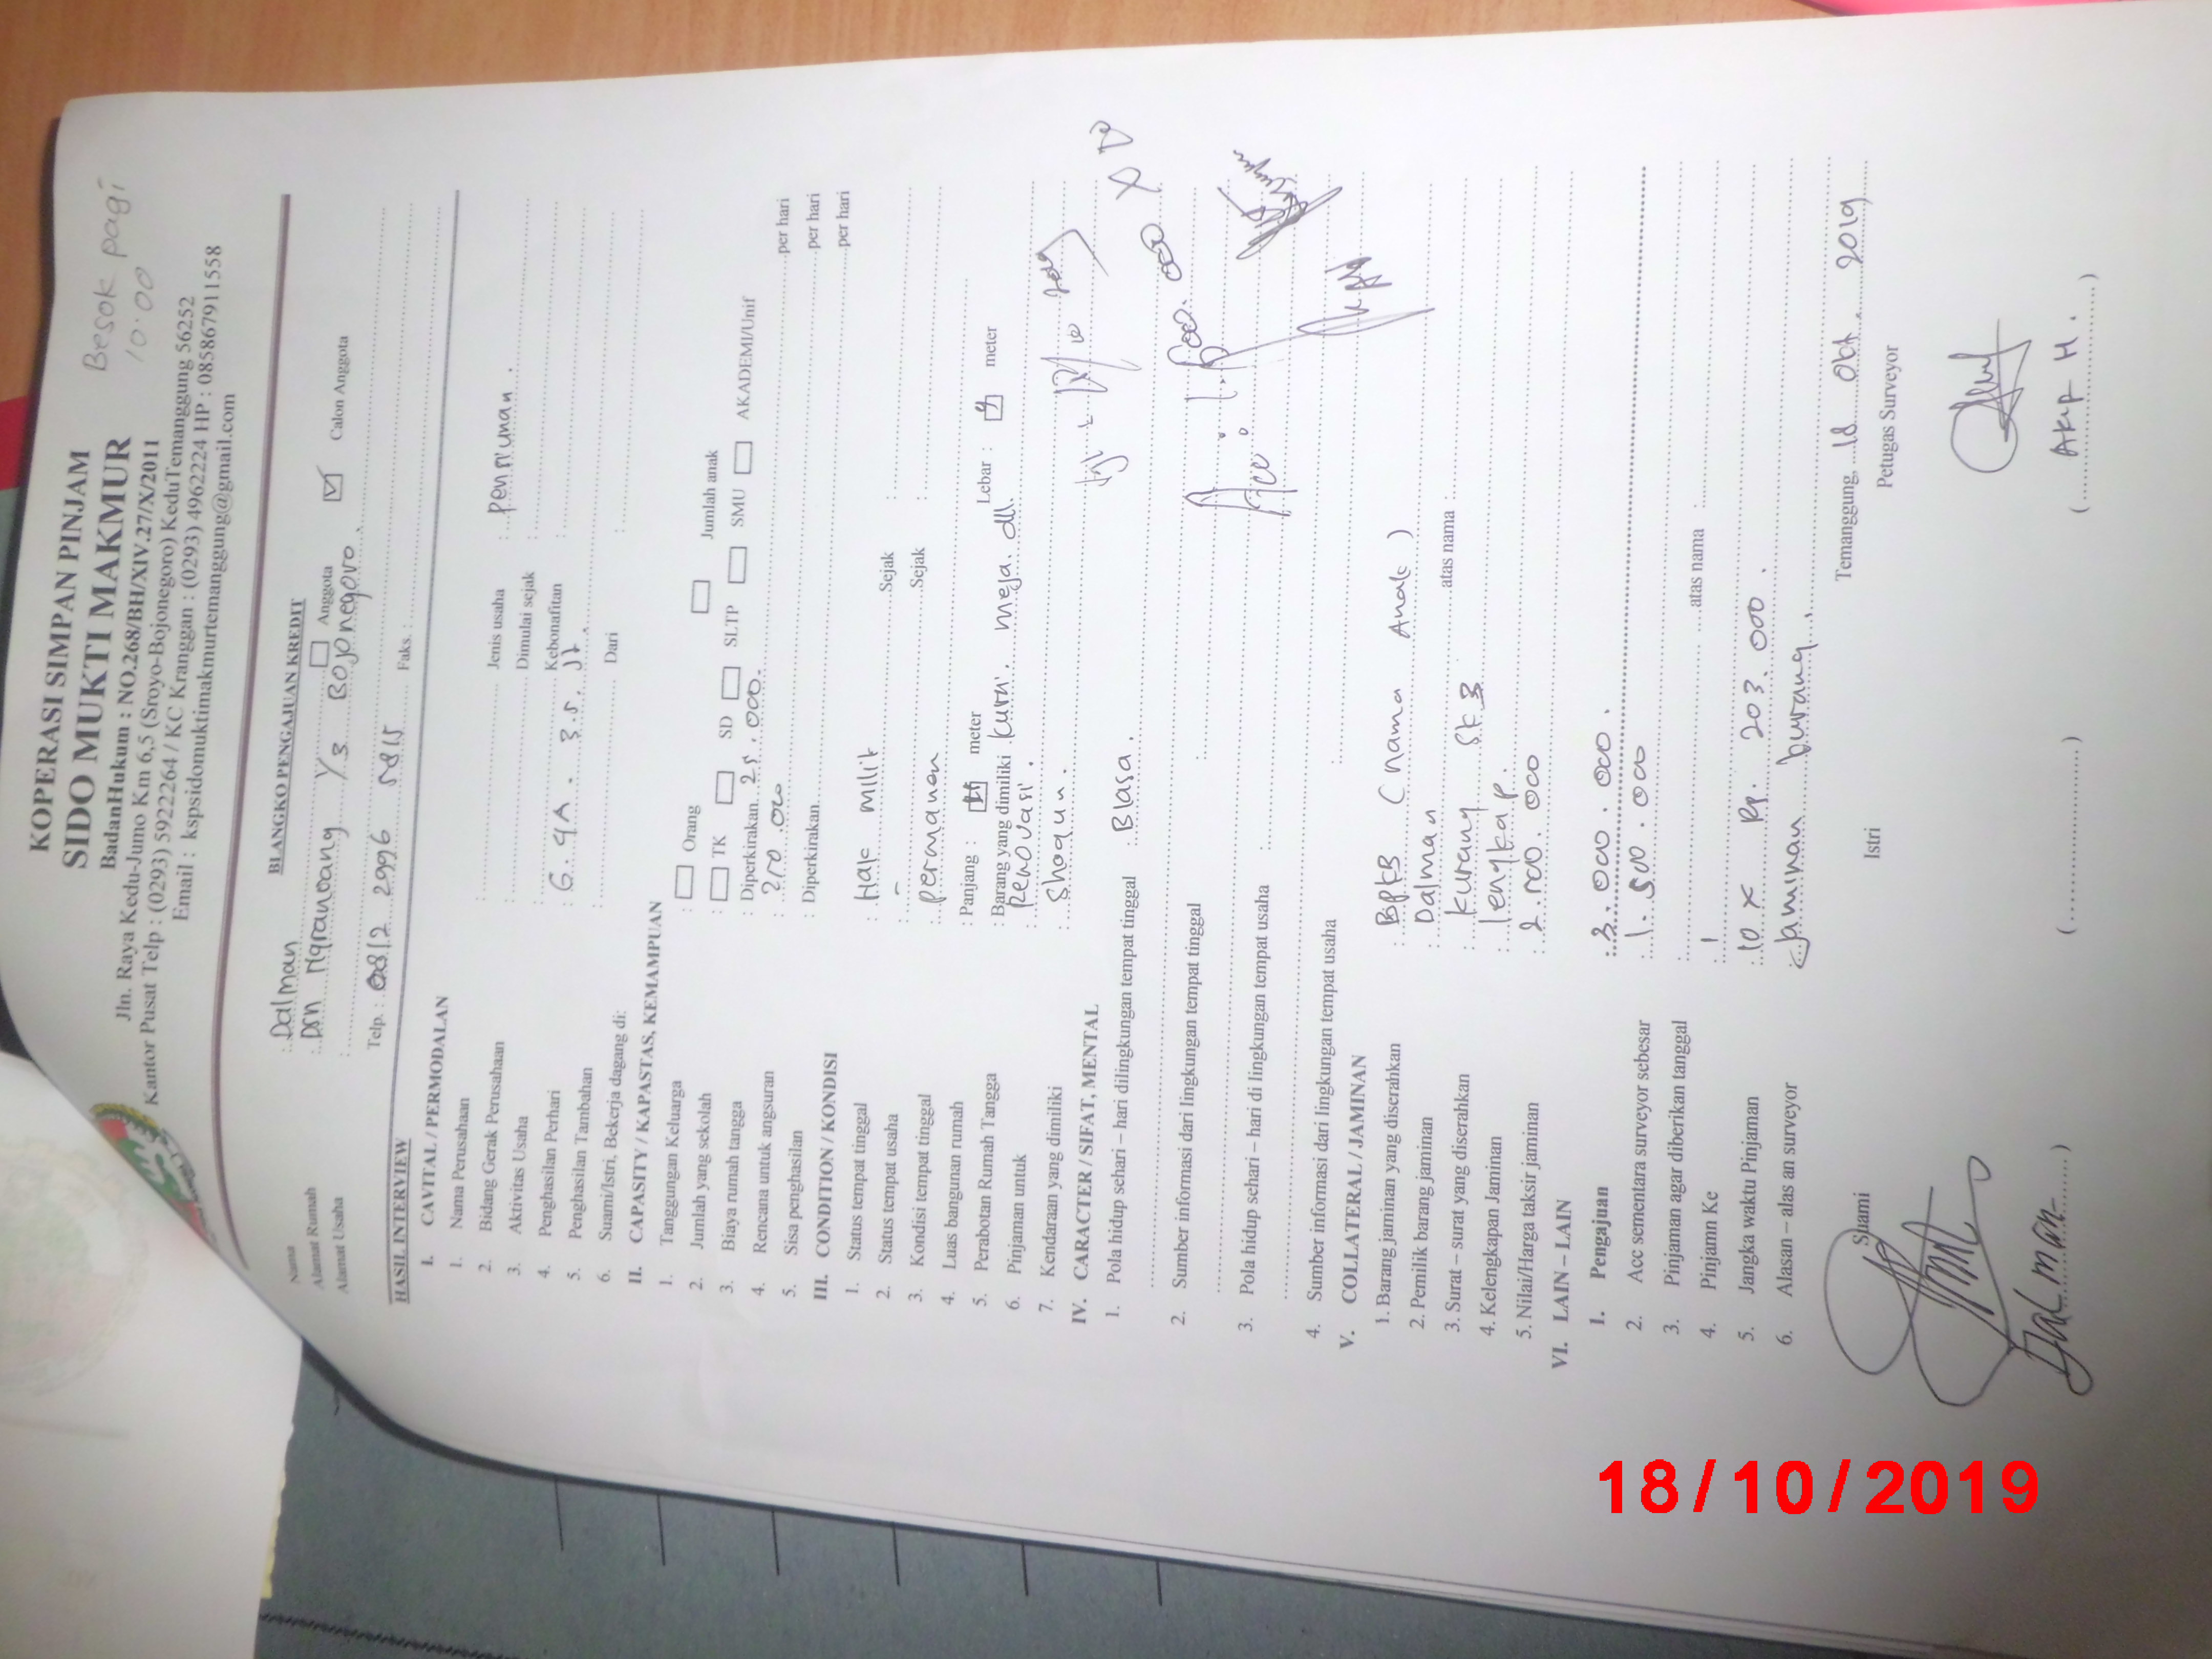 KOPERASI SIMPAN PINJAM
SIDO MUKTI MAKMUR
BadanHukum : NO.268/BH/XIV.27/X/2011
Jln. Raya Kedu-Jumo Km 6,5 (Sroyo-Bojonegoro) KeduTemanggung 56252
Kantor Pusat Telp : (0293) 5922264 / KC Kranggan : (0293) 4962224 HP : 085867911558
Email : kspsidomuktimakmurtemanggung@gmail.com
Besok pagi
10.00
BLANGKO PENGAJUAN KREDIT
Nama : Dalman Anggota Calon Anggota
Alamat Rumah : Dsn Ngranwang 4/3 Bojonegoro
Alamat Usaha :
Telp. : 0812 2996 5815 Faks. :
HASIL INTERVIEW
I. CAVITAL / PERMODALAN
1. Nama Perusahaan : Jenis usaha : Pensiunan.
2. Bidang Gerak Perusahaan : Dimulai sejak :
3. Aktivitas Usaha : Kebonafitan :
4. Penghasilan Perhari : G. 4A. 3.5. Jt.
5. Penghasilan Tambahan : Dari :
6. Suami/Istri, Bekerja dagang di:
II. CAPASITY / KAPASTAS, KEMAMPUAN
1. Tanggungan Keluarga : Orang Jumlah anak
2. Jumlah yang sekolah : TK SD SLTP SMU AKADEMI/Unif
3. Biaya rumah tangga : Diperkirakan 25.000. per hari
4. Rencana untuk angsuran : 210.000 per hari
5. Sisa penghasilan : Diperkirakan per hari
III. CONDITION / KONDISI
1. Status tempat tinggal : Hak milik Sejak :
2. Status tempat usaha : - Sejak :
3. Kondisi tempat tinggal : permanen
4. Luas bangunan rumah : Panjang : meter Lebar : 9 meter
5. Perabotan Rumah Tangga : Barang yang dimiliki kursi. meja. dll.
6. Pinjaman untuk : Renovasi.
7. Kendaraan yang dimiliki : Shogun.
IV. CARACTER / SIFAT, MENTAL
1. Pola hidup sehari – hari dilingkungan tempat tinggal : Biasa.
2. Sumber informasi dari lingkungan tempat tinggal :
Acc : 1.500.000 x 10
3. Pola hidup sehari – hari di lingkungan tempat usaha :
4. Sumber informasi dari lingkungan tempat usaha :
V. COLLATERAL / JAMINAN
1. Barang jaminan yang diserahkan : BPKB (nama Anak)
2. Pemilik barang jaminan : Dalman
3. Surat – surat yang diserahkan : kurang SKB atas nama :
4. Kelengkapan Jaminan : lengkap.
5. Nilai/Harga taksir jaminan : 2.500.000
VI. LAIN – LAIN
1. Pengajuan : 3.000.000.
2. Acc sementara surveyor sebesar : 1.500.000
3. Pinjaman agar diberikan tanggal :
4. Pinjamn Ke : 1 atas nama :
5. Jangka waktu Pinjaman : 10 x Rp. 203.000.
6. Alasan – alas an surveyor : Jaminan kurang.
Temanggung, 18 Okt. 2019
Suami Istri Petugas Surveyor
(Dalman) (..............) (AKIP H.)
18/10/2019